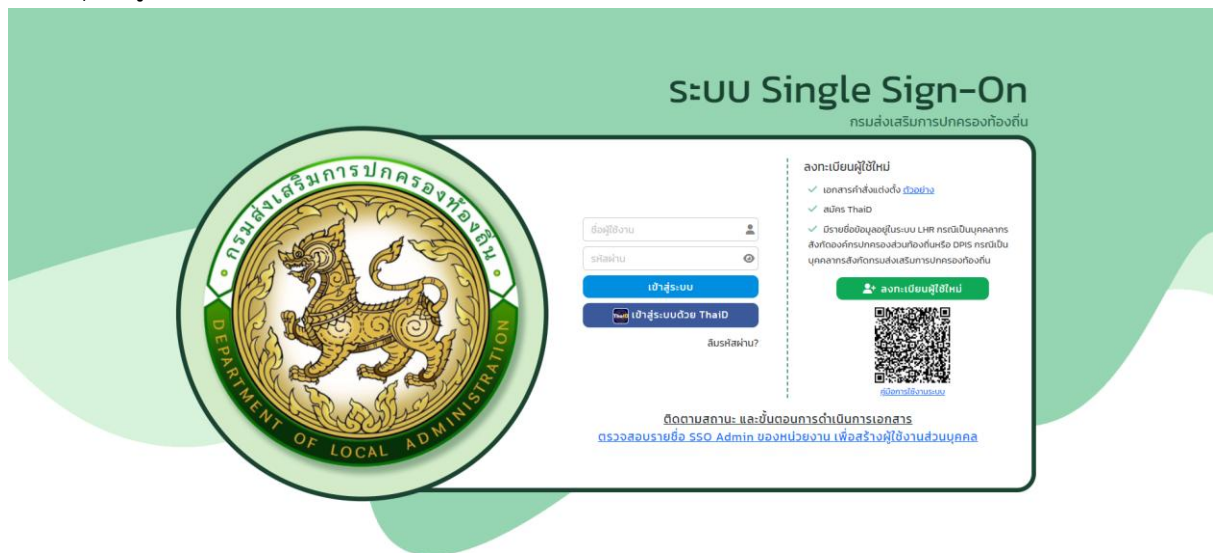 ระบบ Single Sign-On
กรมส่งเสริมการปกครองท้องถิ่น
กรมส่งเสริมการปกครองท้องถิ่น
DEPARTMENT OF LOCAL ADMINISTRATION
ชื่อผู้ใช้งาน
รหัสผ่าน
เข้าสู่ระบบ
ThaiD เข้าสู่ระบบด้วย ThaiD
ลืมรหัสผ่าน?
ลงทะเบียนผู้ใช้ใหม่
เอกสารคำสั่งแต่งตั้ง ตัวอย่าง
สมัคร ThaiD
มีรายชื่อข้อมูลอยู่ในระบบ LHR กรณีเป็นบุคลากร
สังกัดองค์กรปกครองส่วนท้องถิ่นหรือ DPIS กรณีเป็น
บุคลากรสังกัดกรมส่งเสริมการปกครองท้องถิ่น
ลงทะเบียนผู้ใช้ใหม่
คู่มือการใช้งานระบบ
ติดตามสถานะ และขั้นตอนการดำเนินการเอกสาร
ตรวจสอบรายชื่อ SSO Admin ของหน่วยงาน เพื่อสร้างผู้ใช้งานส่วนบุคคล